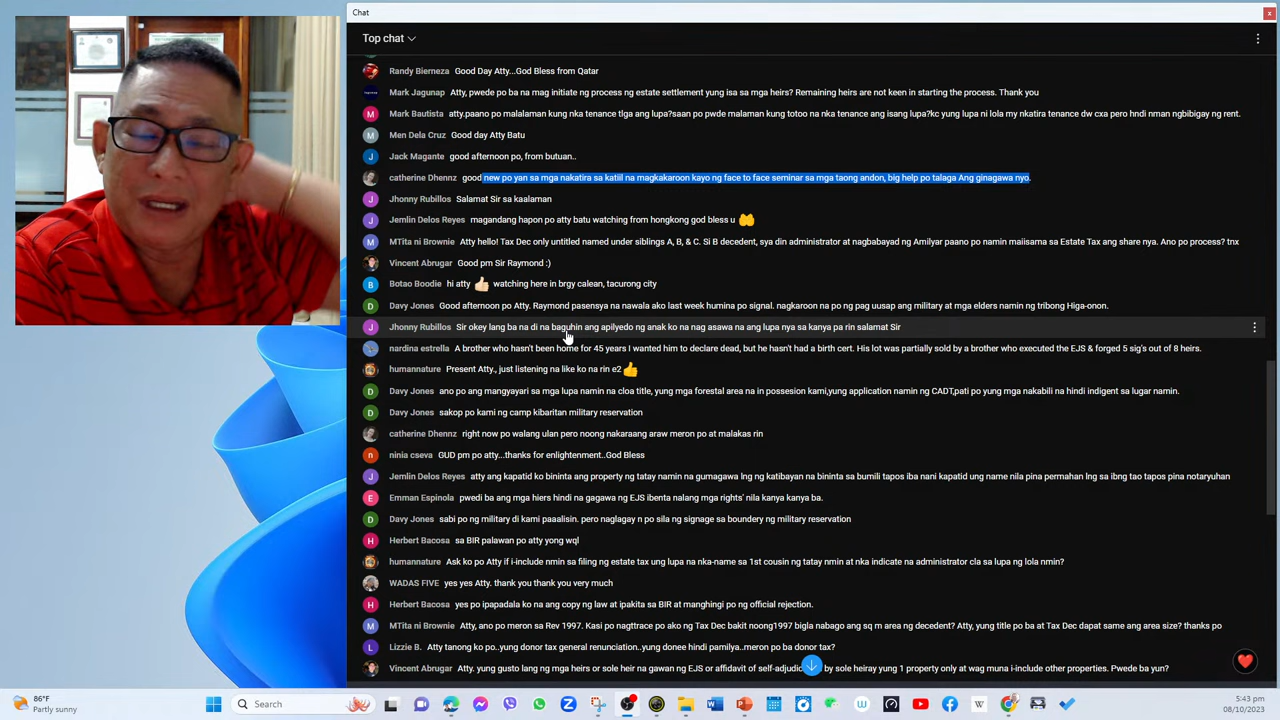 Chat
Top chat
Randy Bierneza Good Day Atty...God Bless from Qatar
Mark Jagunap Atty, pwede po ba na mag initiate ng process ng estate settlement yung isa sa mga heirs? Remaining heirs are not keen in starting the process. Thank you
Mark Bautista atty.paano po malalaman kung nka tenance tlga ang lupa?saan po pwde malaman kung totoo na nka tenance ang isang lupa?kc yung lupa ni lola my nkatira tenance dw cxa pero hndi nman ngbibigay ng rent.
Men Dela Cruz Good day Atty Batu
Jack Magante good afternoon po, from butuan..
catherine Dhennz good new po yan sa mga nakatira sa katiil na magkakaroon kayo ng face to face seminar sa mga taong andon, big help po talaga Ang ginagawa nyo.
Jhonny Rubillos Salamat Sir sa kaalaman
Jemlin Delos Reyes magandang hapon po atty batu watching from hongkong god bless u 🤲
MTita ni Brownie Atty hello! Tax Dec only untitled named under siblings A, B, & C. Si B decedent, sya din administrator at nagbabayad ng Amilyar paano po namin maiisama sa Estate Tax ang share nya. Ano po process? tnx
Vincent Abrugar Good pm Sir Raymond :)
Botao Boodie hi atty 👍 watching here in brgy calean, tacurong city
Davy Jones Good afternoon po Atty. Raymond pasensya na nawala ako last week humina po signal. nagkaroon na po ng pag uusap ang military at mga elders namin ng tribong Higa-onon.
Jhonny Rubillos Sir okey lang ba na di na baguhin ang apilyedo ng anak ko na nag asawa na ang lupa nya sa kanya pa rin salamat Sir
nardina estrella A brother who hasn't been home for 45 years I wanted him to declare dead, but he hasn't had a birth cert. His lot was partially sold by a brother who executed the EJS & forged 5 sig's out of 8 heirs.
humannature Present Atty., just listening na like ko na rin e2 👍
Davy Jones ano po ang mangyayari sa mga lupa namin na cloa title, yung mga forestal area na in possesion kami,yung application namin ng CADT,pati po yung mga nakabili na hindi indigent sa lugar namin.
Davy Jones sakop po kami ng camp kibaritan military reservation
catherine Dhennz right now po walang ulan pero noong nakaraang araw meron po at malakas rin
ninia cseva GUD pm po atty...thanks for enlightenment..God Bless
Jemlin Delos Reyes atty ang kapatid ko bininta ang property ng tatay namin na gumagawa lng ng katibayan na bininta sa bumili tapos iba nani kapatid ung name nila pina permahan lng sa ibng tao tapos pina notaryuhan
Emman Espinola pwedi ba ang mga hiers hindi na gagawa ng EJS ibenta nalang mga rights' nila kanya kanya ba.
Davy Jones sabi po ng military di kami paaalisin. pero naglagay n po sila ng signage sa boundery ng military reservation
Herbert Bacosa sa BIR palawan po atty yong wql
humannature Ask ko po Atty if i-include nmin sa filing ng estate tax ung lupa na nka-name sa 1st cousin ng tatay nmin at nka indicate na administrator cla sa lupa ng lola nmin?
WADAS FIVE yes yes Atty. thank you thank you very much
Herbert Bacosa yes po ipapadala ko na ang copy ng law at ipakita sa BIR at manghingi po ng official rejection.
MTita ni Brownie Atty, ano po meron sa Rev 1997. Kasi po nagttrace po ako ng Tax Dec bakit noong1997 bigla nabago ang sq m area ng decedent? Atty, yung title po ba at Tax Dec dapat same ang area size? thanks po
Lizzie B. Atty tanong ko po..yung donor tax general renunciation..yung donee hindi pamilya..meron po ba donor tax?
Vincent Abrugar Atty. yung gusto lang ng mga heirs or sole heir na gawan ng EJS or affidavit of self-adjudic by sole heiray yung 1 property only at wag muna i-include other properties. Pwede ba yun?
86°F
Partly sunny
Search
5:43 pm
08/10/2023